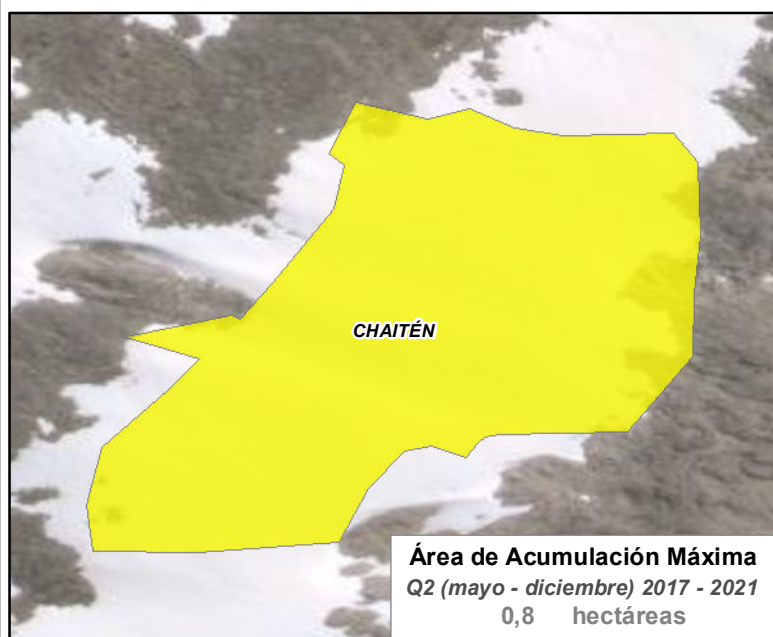 CHAITÉN
Área de Acumulación Máxima
Q2 (mayo - diciembre) 2017 - 2021
0,8 hectáreas